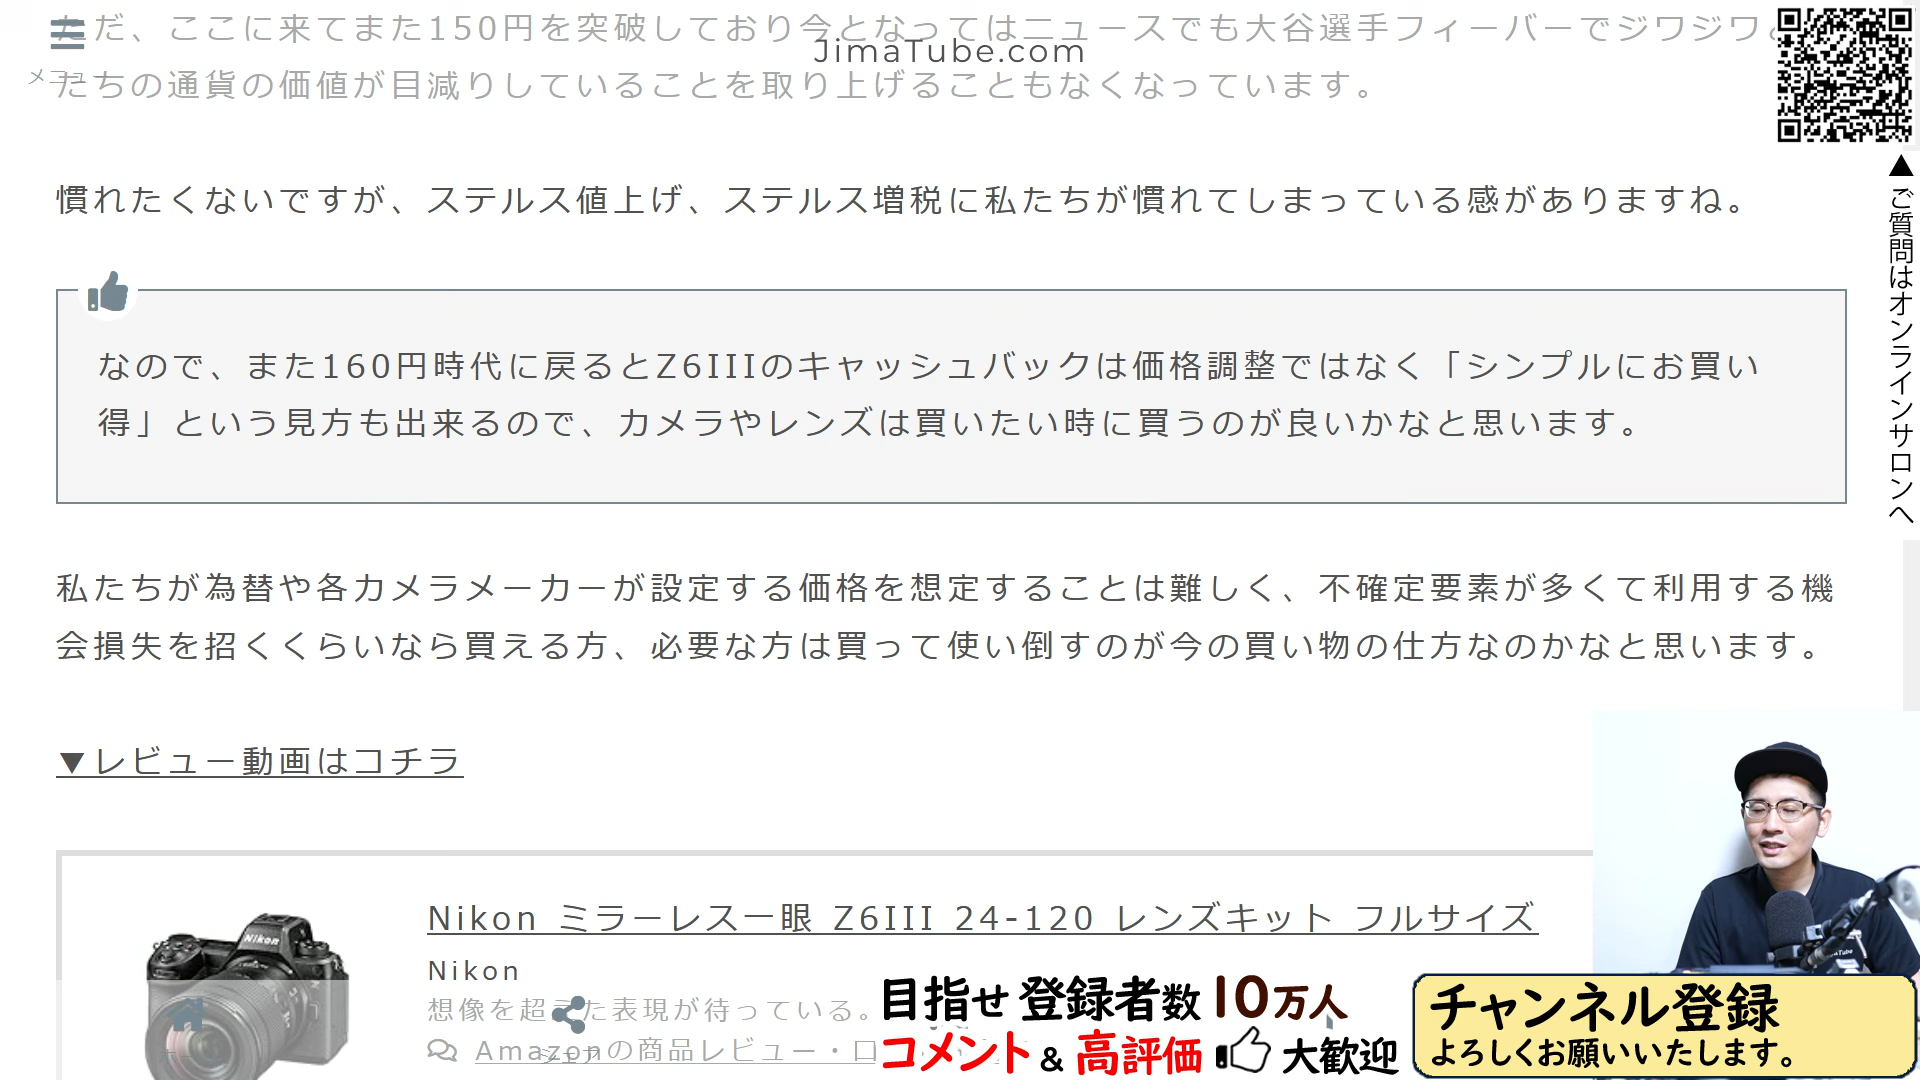 ただ、ここに来てまた150円を突破しており今となってはニュースでも大谷選手フィーバーでジワジワと
JimaTube.com
メニュー
たちの通貨の価値が目減りしていることを取り上げることもなくなっています。
慣れたくないですが、ステルス値上げ、ステルス増税に私たちが慣れてしまっている感がありますね。
▲ご質問はオンラインサロンへ
なので、また160円時代に戻るとZ6IIIのキャッシュバックは価格調整ではなく「シンプルにお買い
得」という見方も出来るので、カメラやレンズは買いたい時に買うのが良いかなと思います。
私たちが為替や各カメラメーカーが設定する価格を想定することは難しく、不確定要素が多くて利用する機
会損失を招くくらいなら買える方、必要な方は買って使い倒すのが今の買い物の仕方なのかなと思います。
▼レビュー動画はコチラ
Nikon ミラーレス一眼 Z6III 24-120 レンズキット フルサイズ
Nikon
Nikon
想像を超えた表現が待っている。
シェア
Amazonの商品レビュー・口
目指せ 登録者数 10万人
コメント & 高評価 大歓迎
チャンネル登録
よろしくお願いいたします。